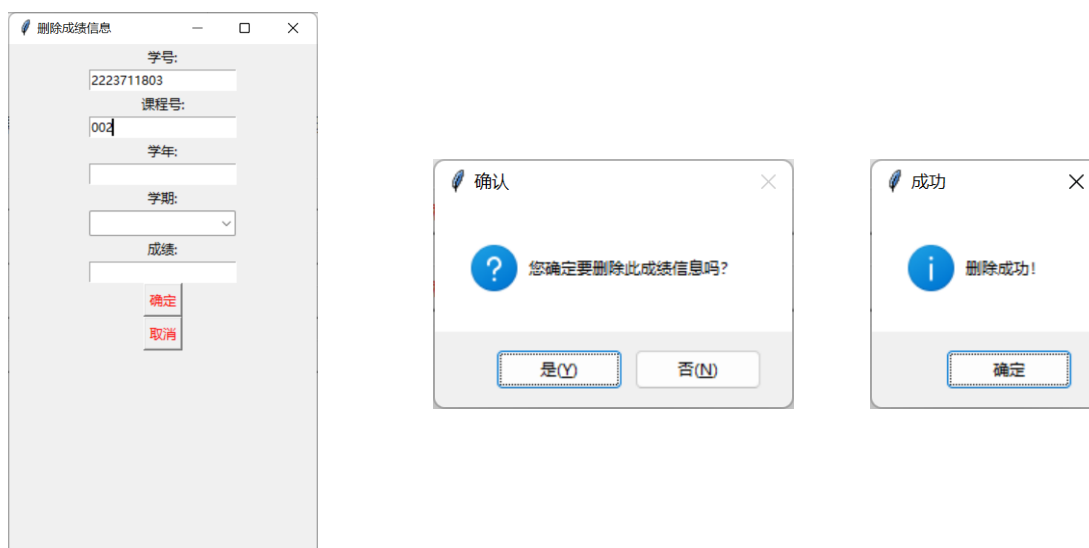 删除成绩信息
学号:
2223711803
课程号:
002
学年:
学期:
成绩:
确定
取消
确认
您确定要删除此成绩信息吗?
是(Y)
否(N)
成功
删除成功!
确定